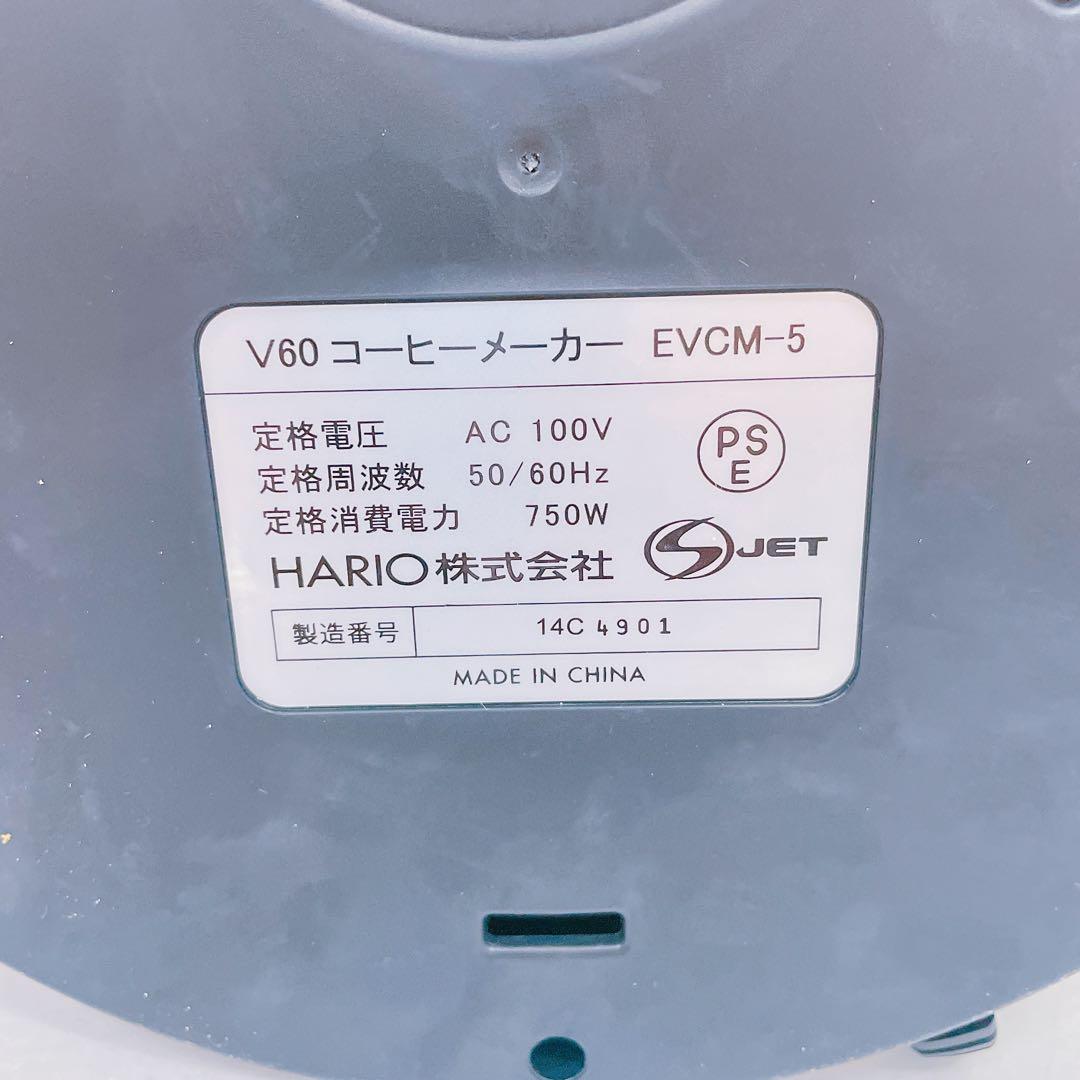 V60 コーヒーメーカー EVCM-5
定格電圧 AC 100V
定格周波数 50/60Hz
定格消費電力 750W
PS
E
HARIO株式会社
S JET
製造番号 14C 4901
MADE IN CHINA